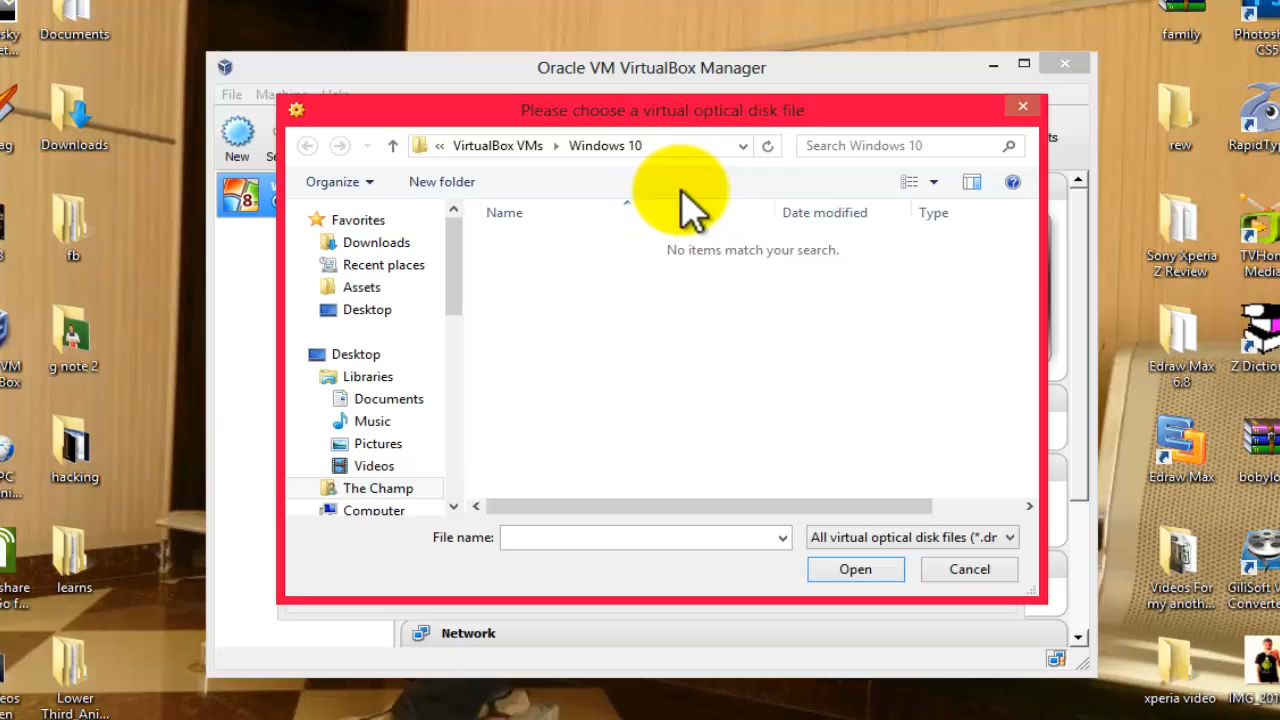 Documents
Downloads
fb
g note 2
hacking
learns
Lower
Third_Ani...
Oracle VM VirtualBox Manager
File
Help
New
Please choose a virtual optical disk file
« VirtualBox VMs Windows 10
Search Windows 10
Organize
New folder
Name
Date modified
Type
No items match your search.
Favorites
Downloads
Recent places
Assets
Desktop
Desktop
Libraries
Documents
Music
Pictures
Videos
The Champ
Computer
File name:
All virtual optical disk files (*.dr
Open
Cancel
Network
family
rew
Sony Xperia
Z Review
Edraw Max
6.8
Edraw Max
Videos For
my anoth...
xperia video
Photosh
CS5
RapidTyp
TVHom
Media
Z Diction
bobylo
GiliSoft V
Converte
IMG_201